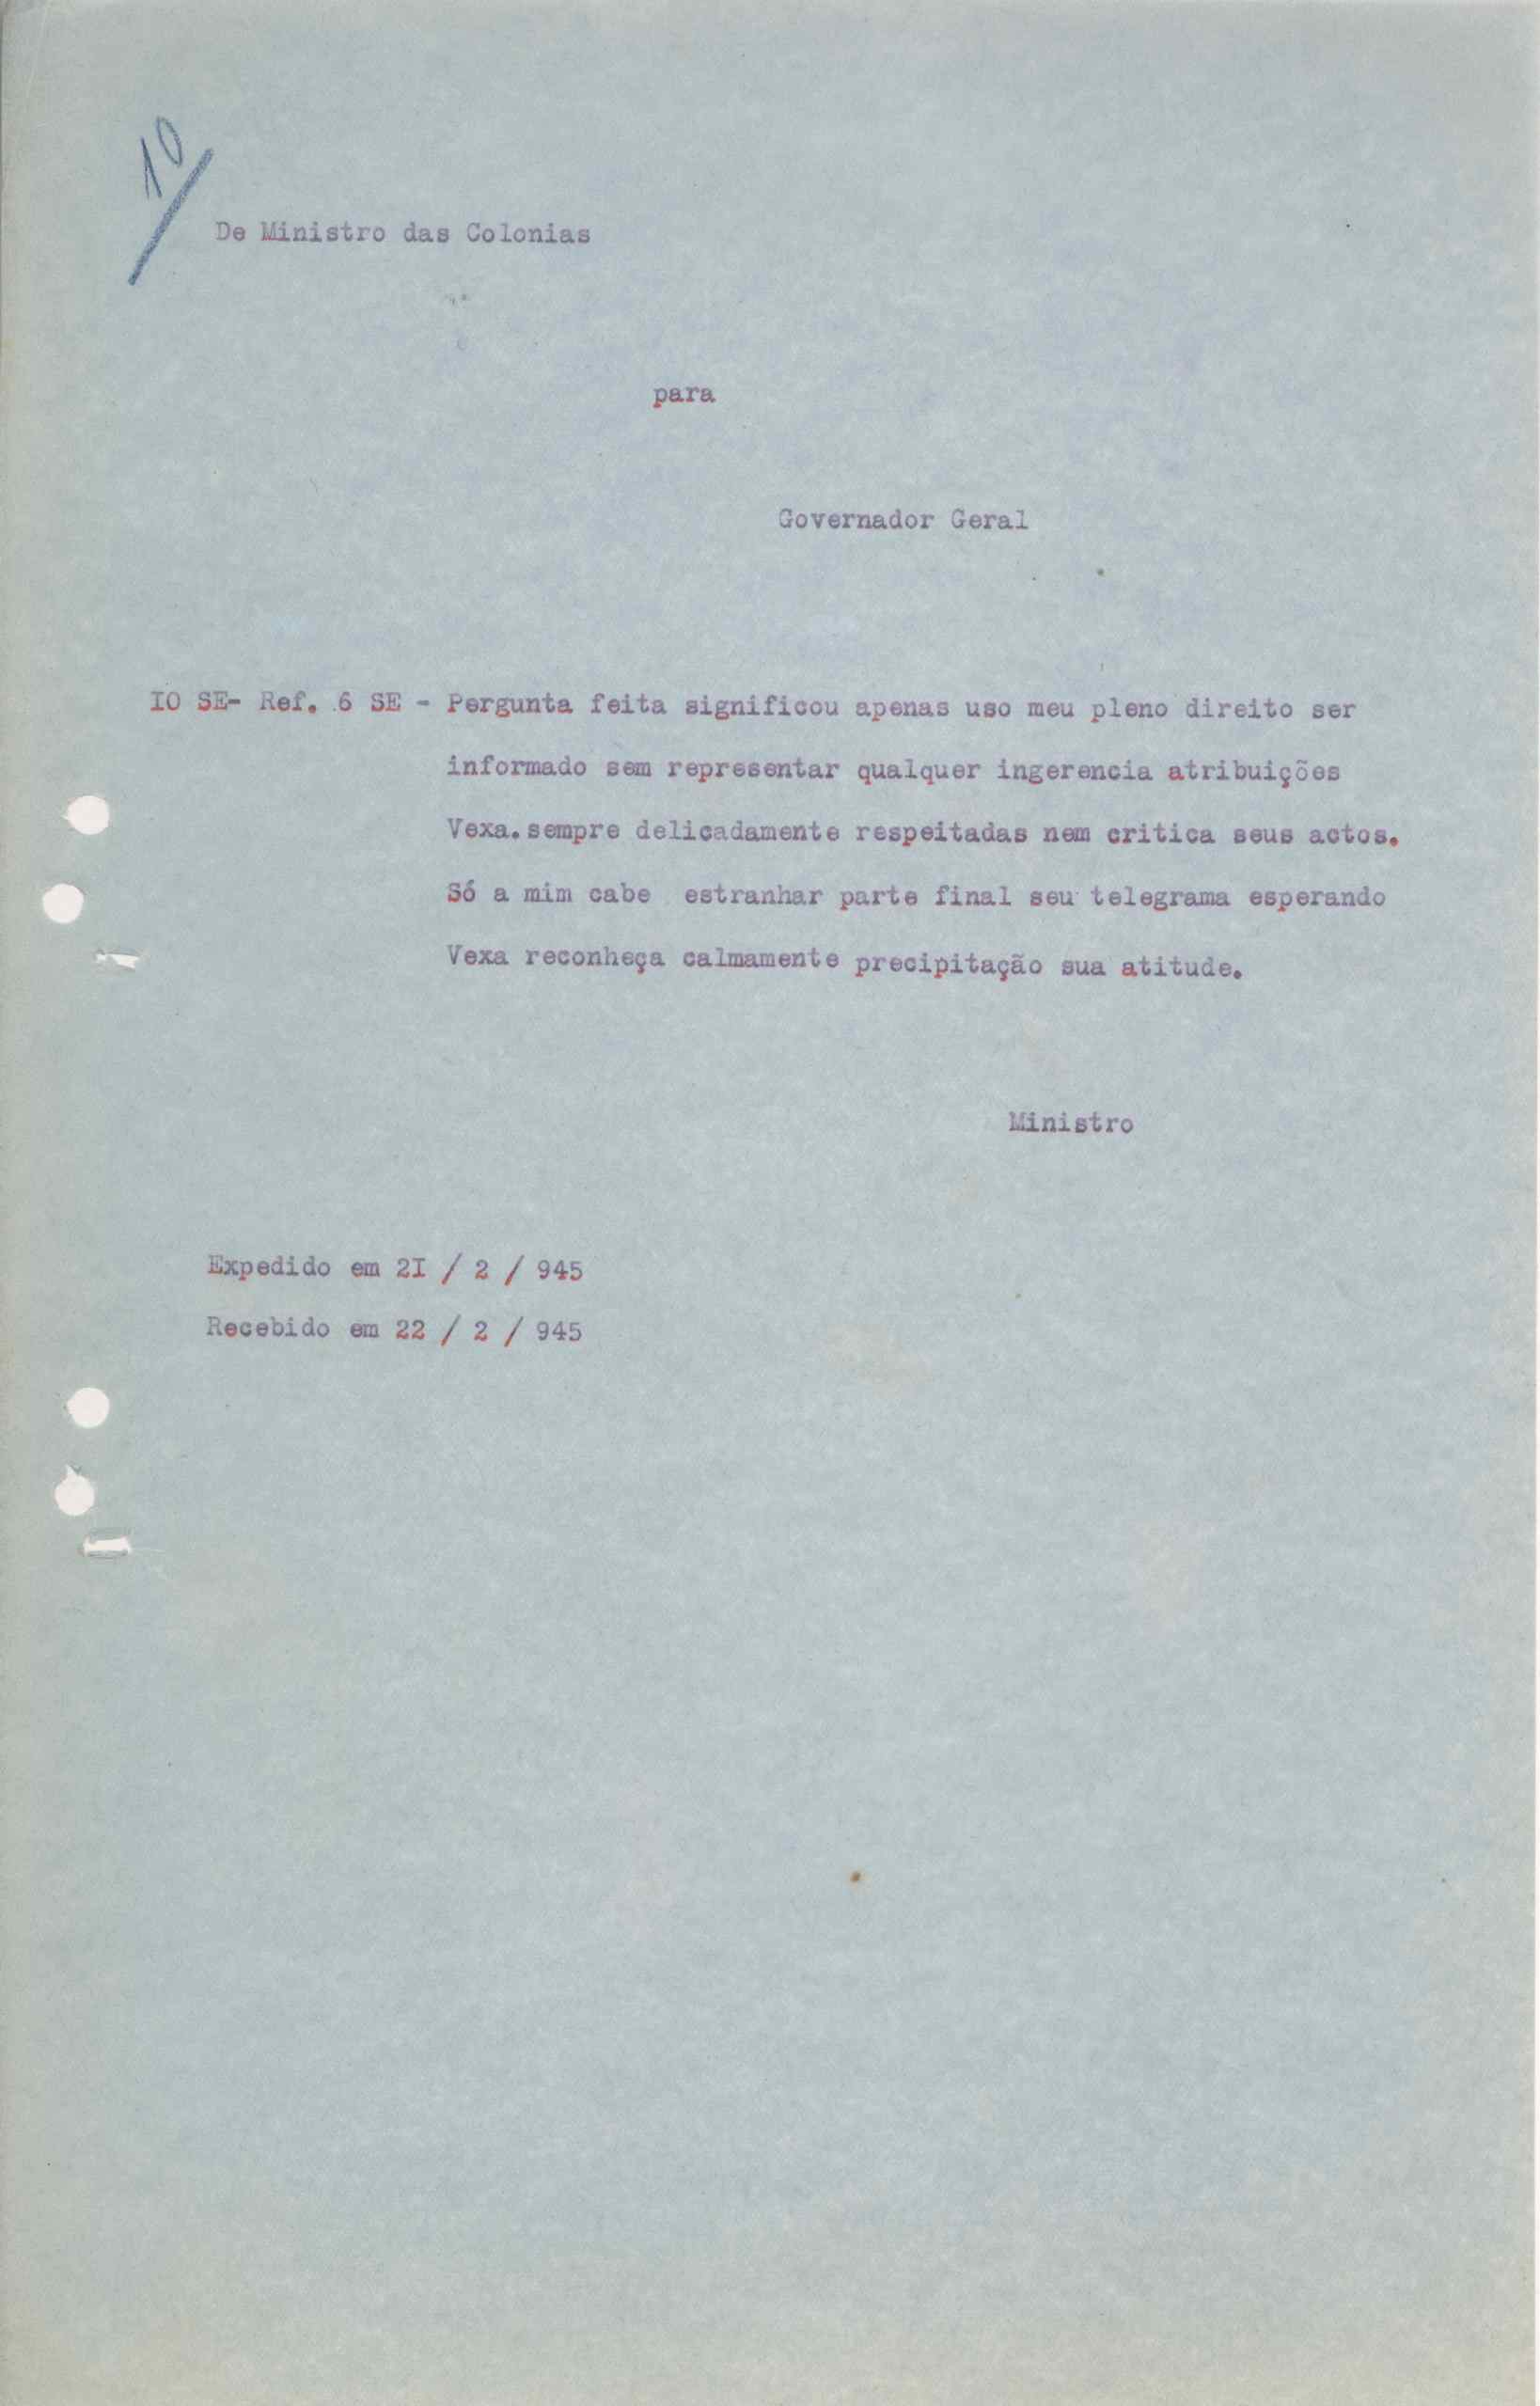 10
De Ministro das Colonias
para
Governador Geral
IO SE- Ref. 6 SE - Pergunta feita significou apenas uso meu pleno direito ser
informado sem representar qualquer ingerencia atribuições
Vexa. sempre delicadamente respeitadas nem critica seus actos.
Só a mim cabe estranhar parte final seu telegrama esperando
Vexa reconheça calmamente precipitação sua atitude.
Ministro
Expedido em 2I / 2 / 945
Recebido em 22 / 2 / 945